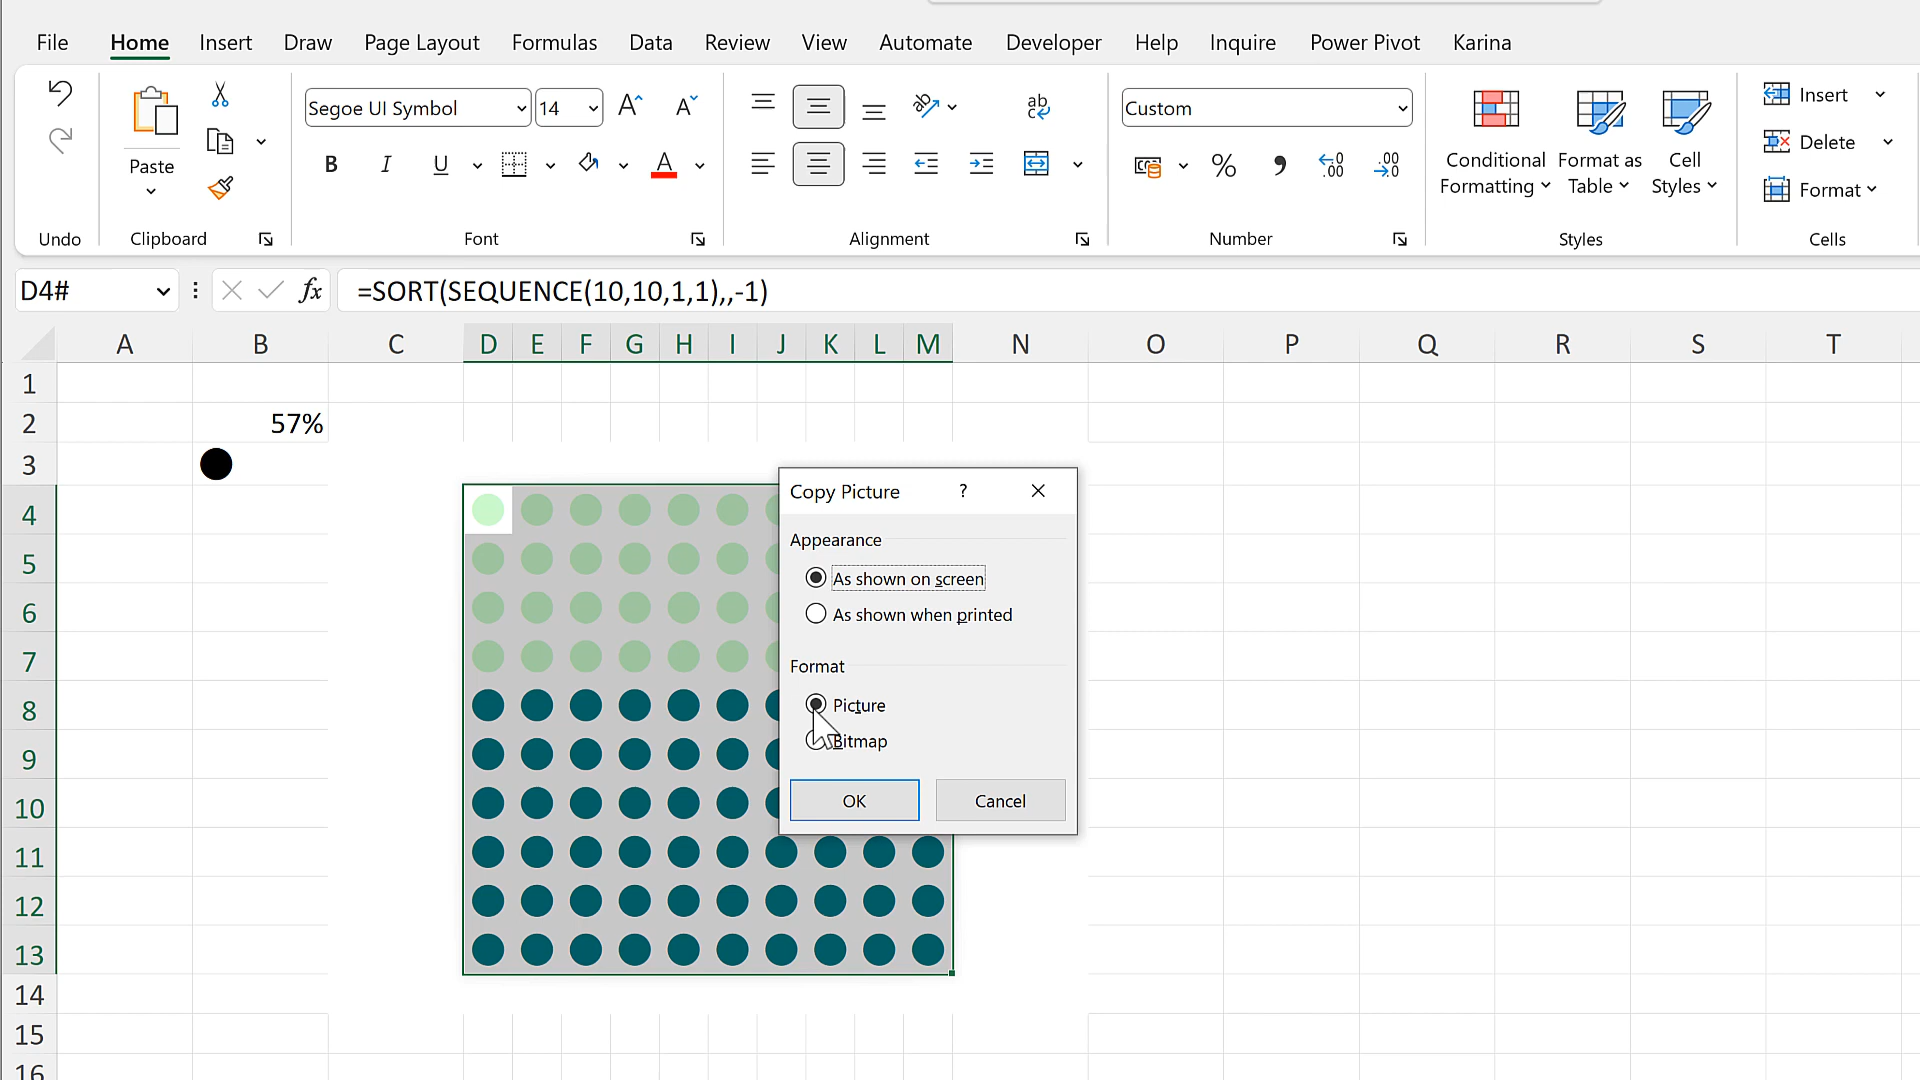 File Home Insert Draw Page Layout Formulas Data Review View Automate Developer Help Inquire Power Pivot Karina
Paste
Segoe UI Symbol 14
B I U A
ab
Custom
Conditional Formatting
Format as Table
Cell Styles
Insert
Delete
Format
Undo Clipboard Font Alignment Number Styles Cells
D4# fx =SORT(SEQUENCE(10,10,1,1),,-1)
A B C D E F G H I J K L M N O P Q R S T
1
2 57%
3
4
5
6
7
8
9
10
11
12
13
14
15
16
Copy Picture ? 
Appearance
As shown on screen
As shown when printed
Format
Picture
Bitmap
OK Cancel